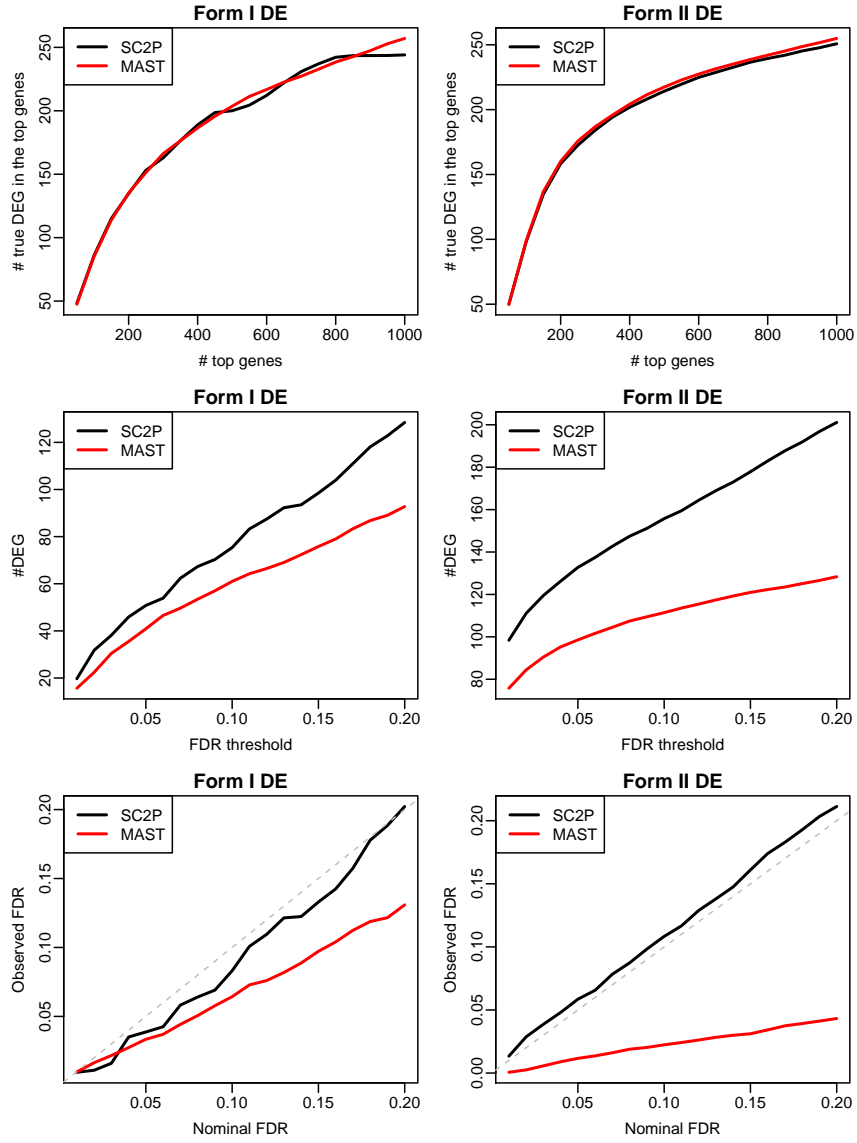 Form I DE
SC2P
MAST
# true DEG in the top genes
50
100
150
200
250
200
400
600
800
1000
# top genes
Form II DE
SC2P
MAST
# true DEG in the top genes
50
100
150
200
250
200
400
600
800
1000
# top genes
Form I DE
SC2P
MAST
#DEG
20
40
60
80
100
120
0.05
0.10
0.15
0.20
FDR threshold
Form II DE
SC2P
MAST
#DEG
80
100
120
140
160
180
200
0.05
0.10
0.15
0.20
FDR threshold
Form I DE
SC2P
MAST
Observed FDR
0.05
0.10
0.15
0.20
0.05
0.10
0.15
0.20
Nominal FDR
Form II DE
SC2P
MAST
Observed FDR
0.00
0.05
0.10
0.15
0.20
0.05
0.10
0.15
0.20
Nominal FDR